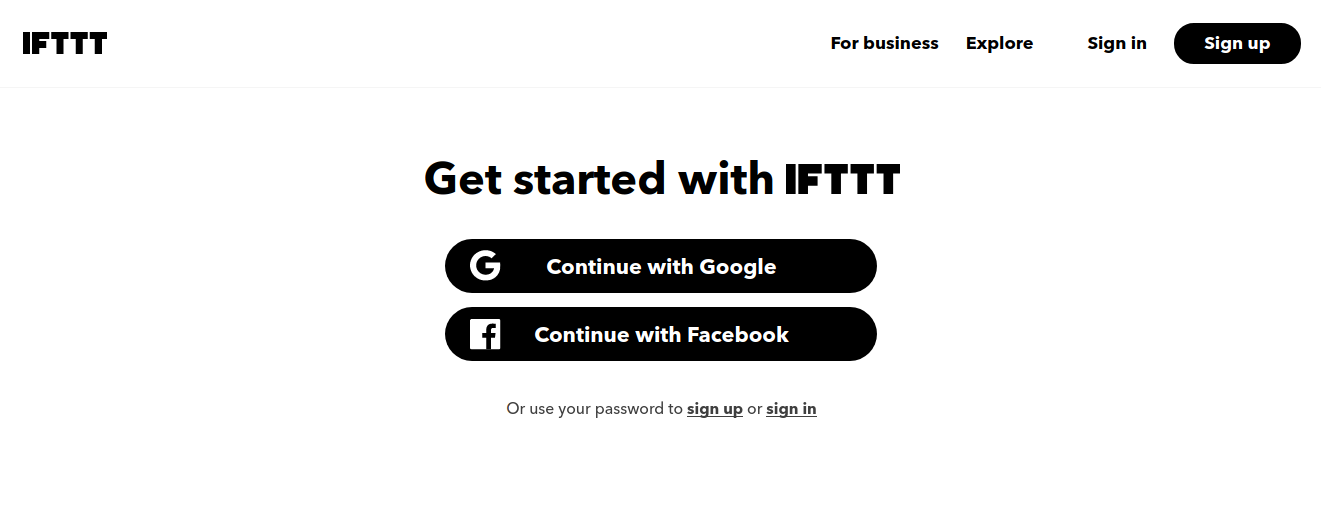 IFTTT For business Explore Sign in Sign up
Get started with IFTTT
Continue with Google
Continue with Facebook
Or use your password to sign up or sign in